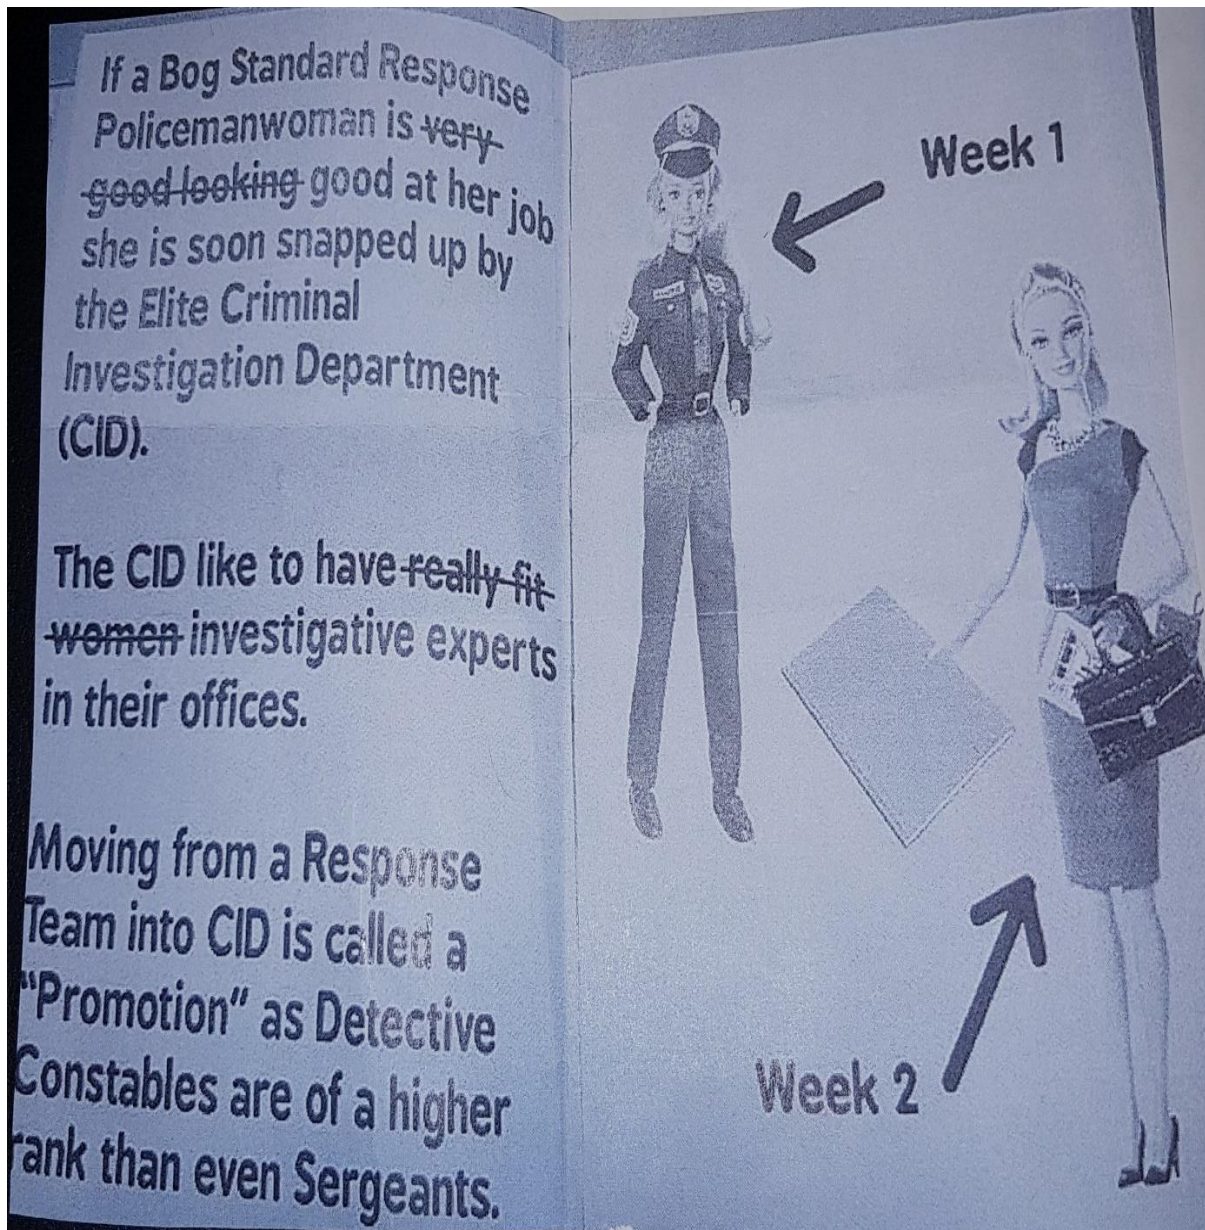 If a Bog Standard Response
Policemanwoman is very
good looking good at her job
she is soon snapped up by
the Elite Criminal
Investigation Department
(CID).
The CID like to have really fit
women investigative experts
in their offices.
Moving from a Response
Team into CID is called a
“Promotion” as Detective
Constables are of a higher
rank than even Sergeants.
Week 1
Week 2